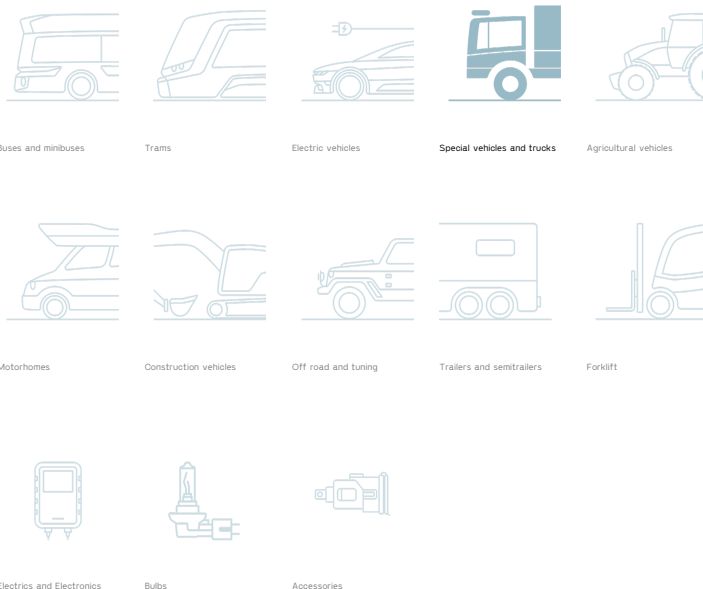 Buses and minibuses
Trams
Electric vehicles
Special vehicles and trucks
Agricultural vehicles
Motorhomes
Construction vehicles
Off road and tuning
Trailers and semitrailers
Forklift
Electrics and Electronics
Bulbs
Accessories